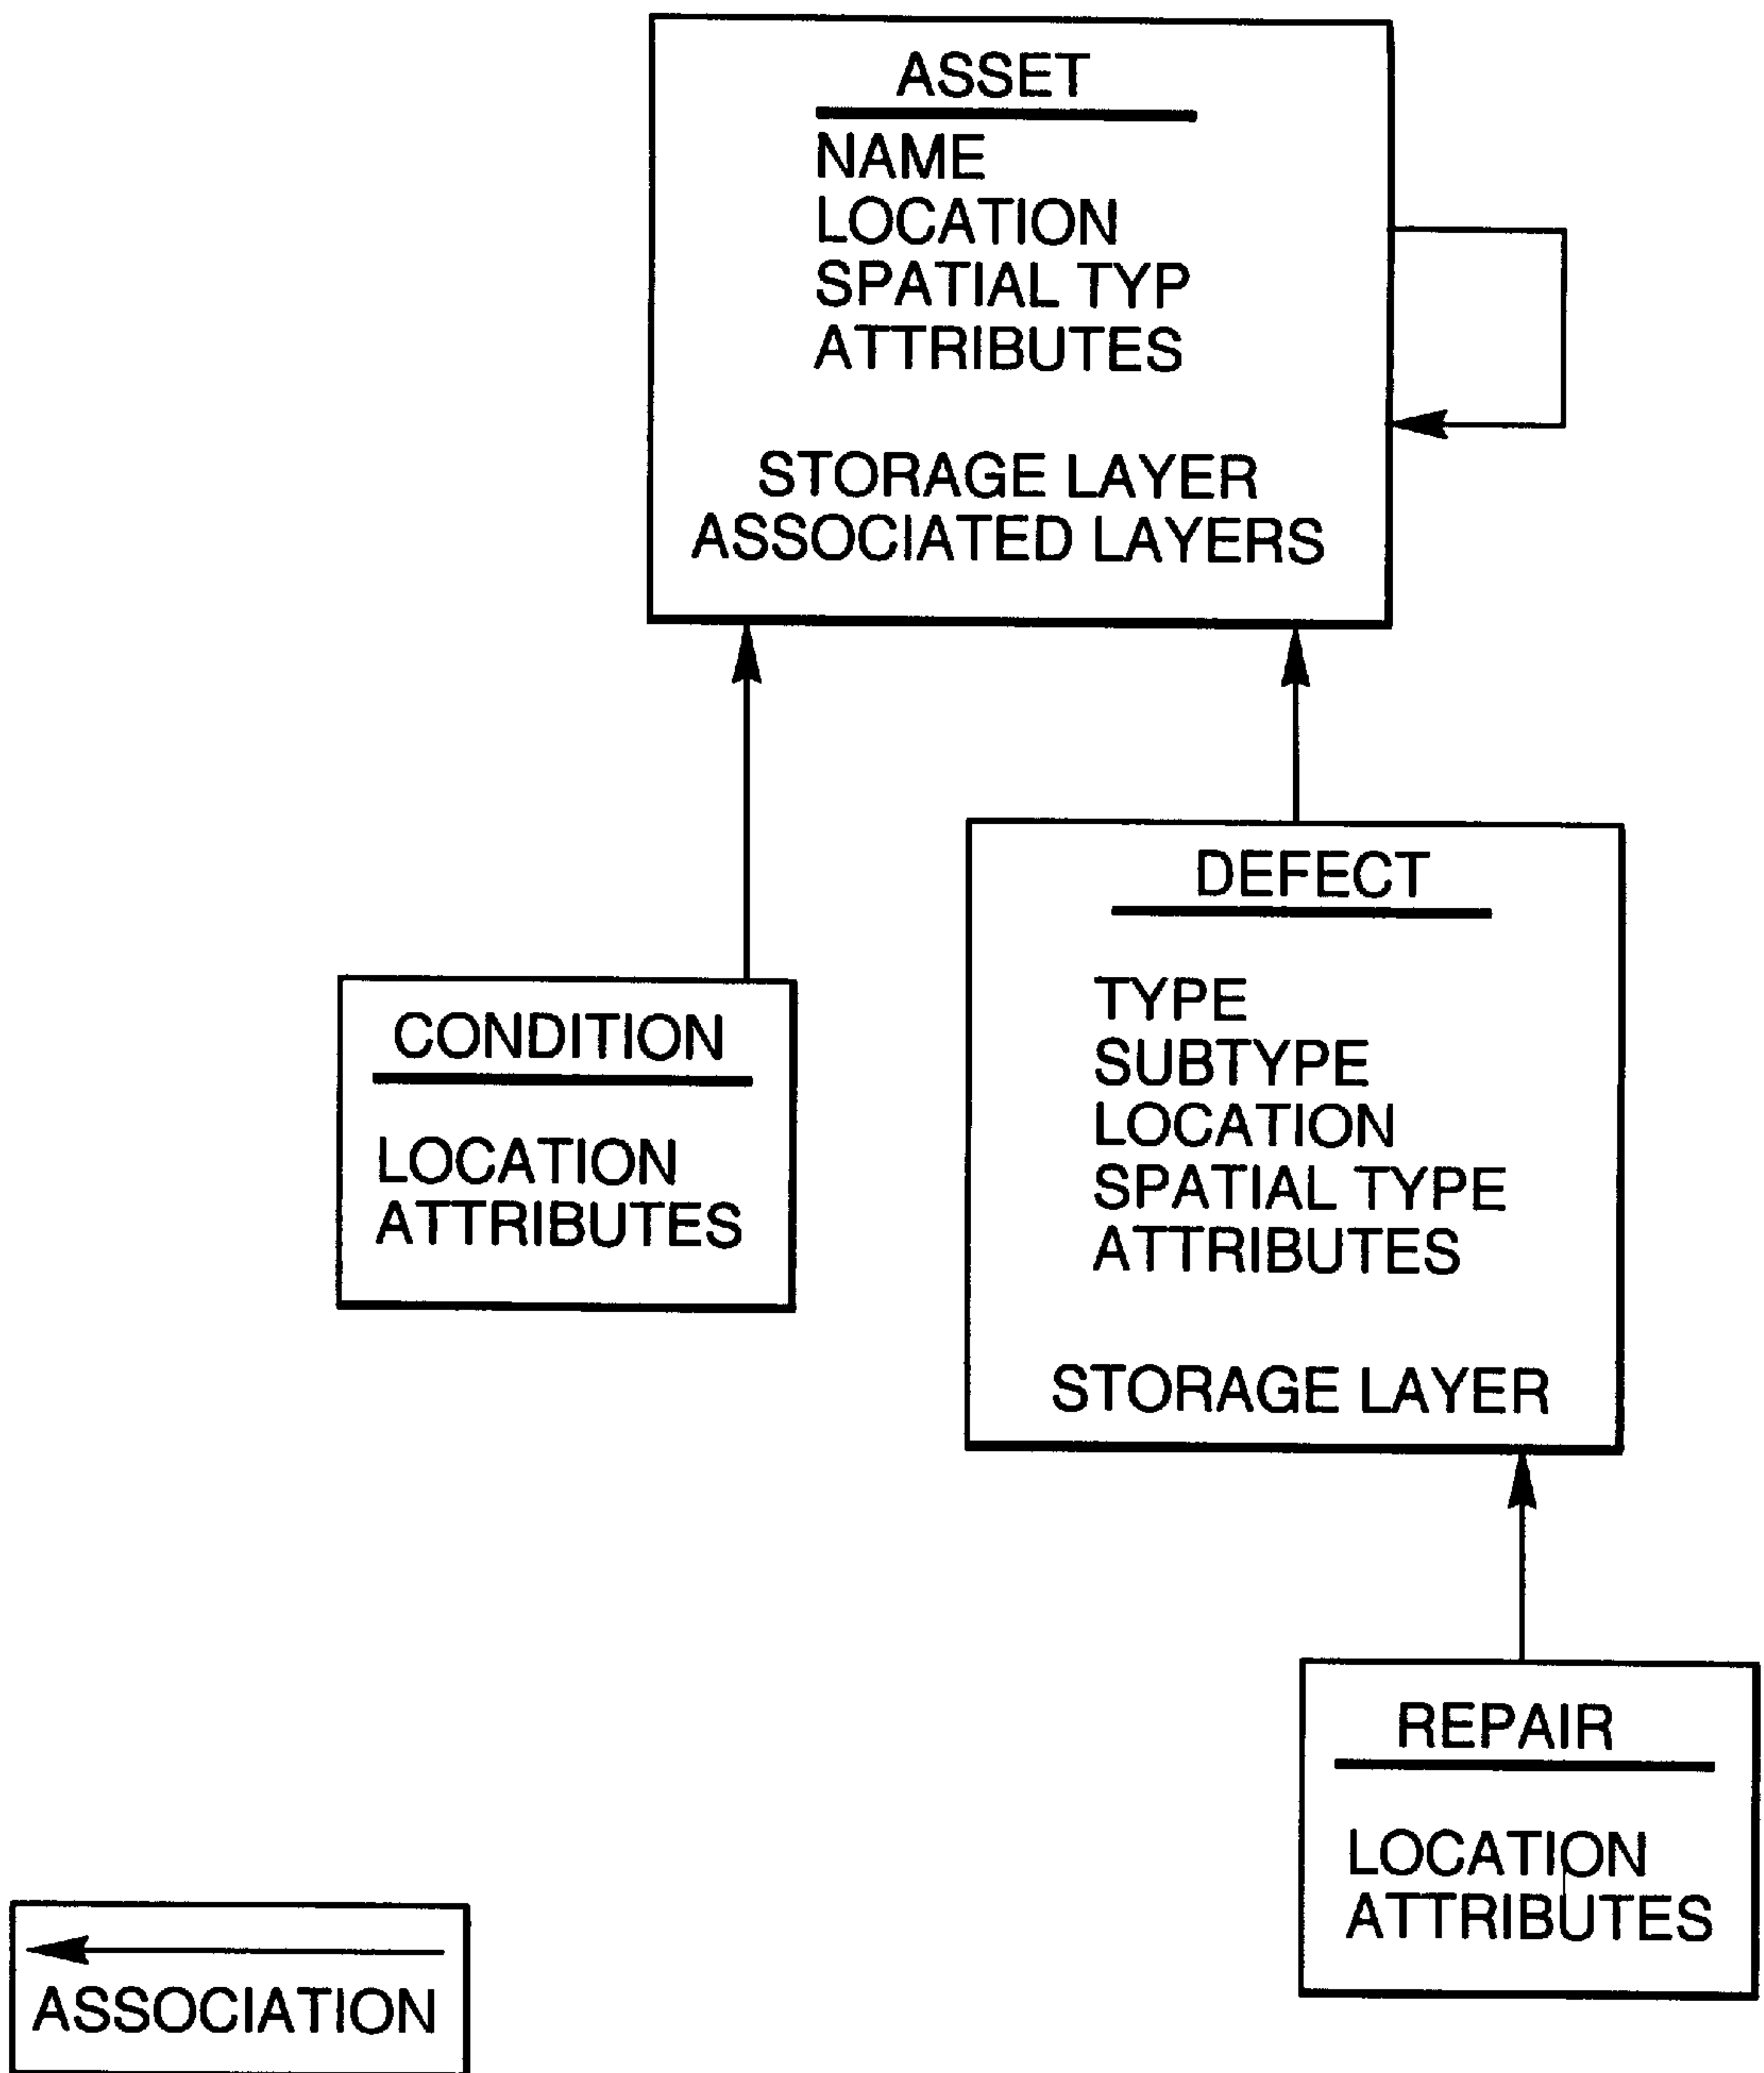 ASSET
NAME
LOCATION
SPATIAL TYP
ATTRIBUTES
STORAGE LAYER
ASSOCIATED LAYERS
CONDITION
LOCATION
ATTRIBUTES
DEFECT
TYPE
SUBTYPE
LOCATION
SPATIAL TYPE
ATTRIBUTES
STORAGE LAYER
REPAIR
LOCATION
ATTRIBUTES
ASSOCIATION